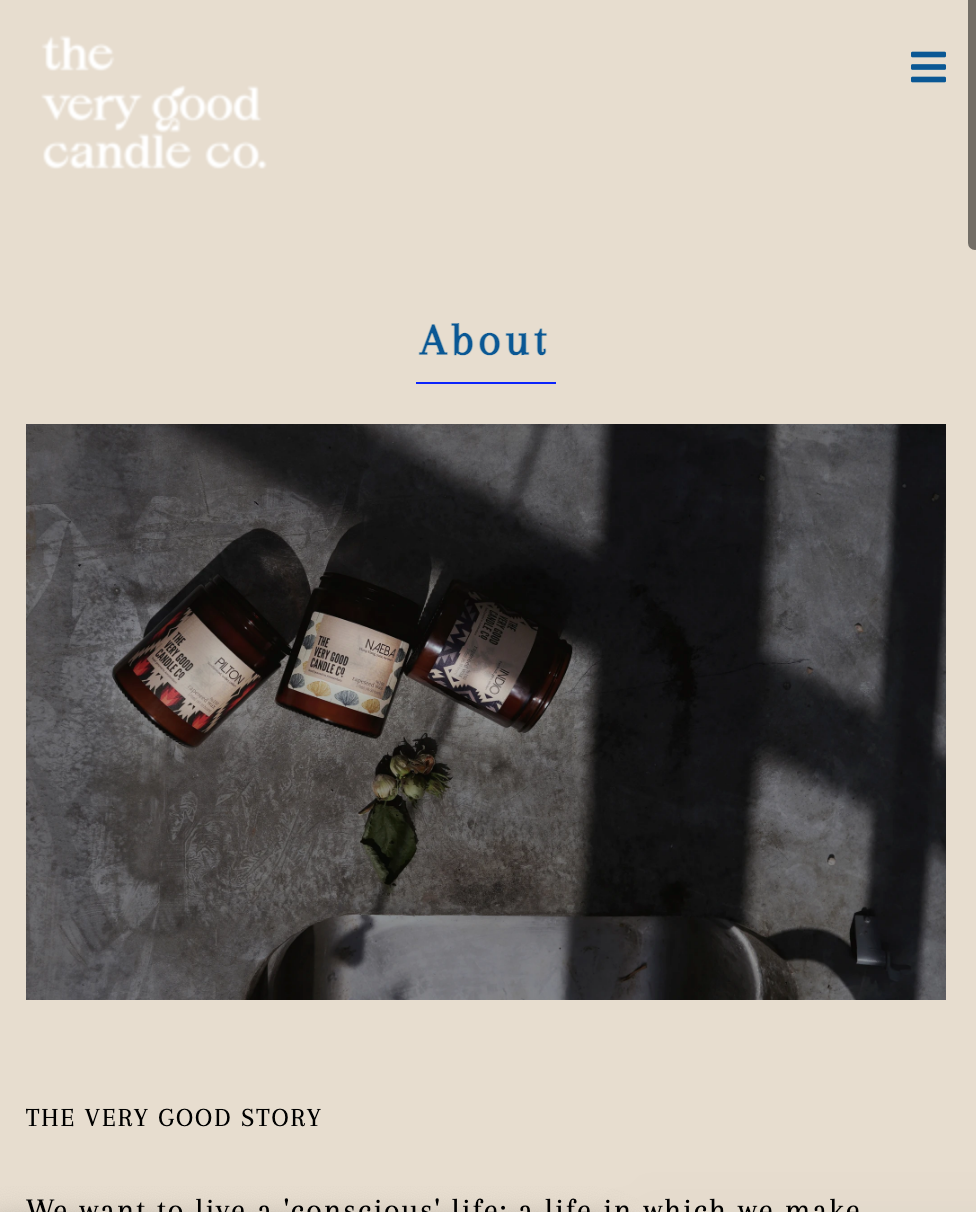 the
very good
candle co.
About
THE
VERY GOOD
CANDLE CO
PILTON
THE
VERY GOOD
CANDLE CO
NAEBA
THE
VERY GOOD
CANDLE CO
INDIO
THE VERY GOOD STORY
We want to live a 'conscious' life; a life in which we make